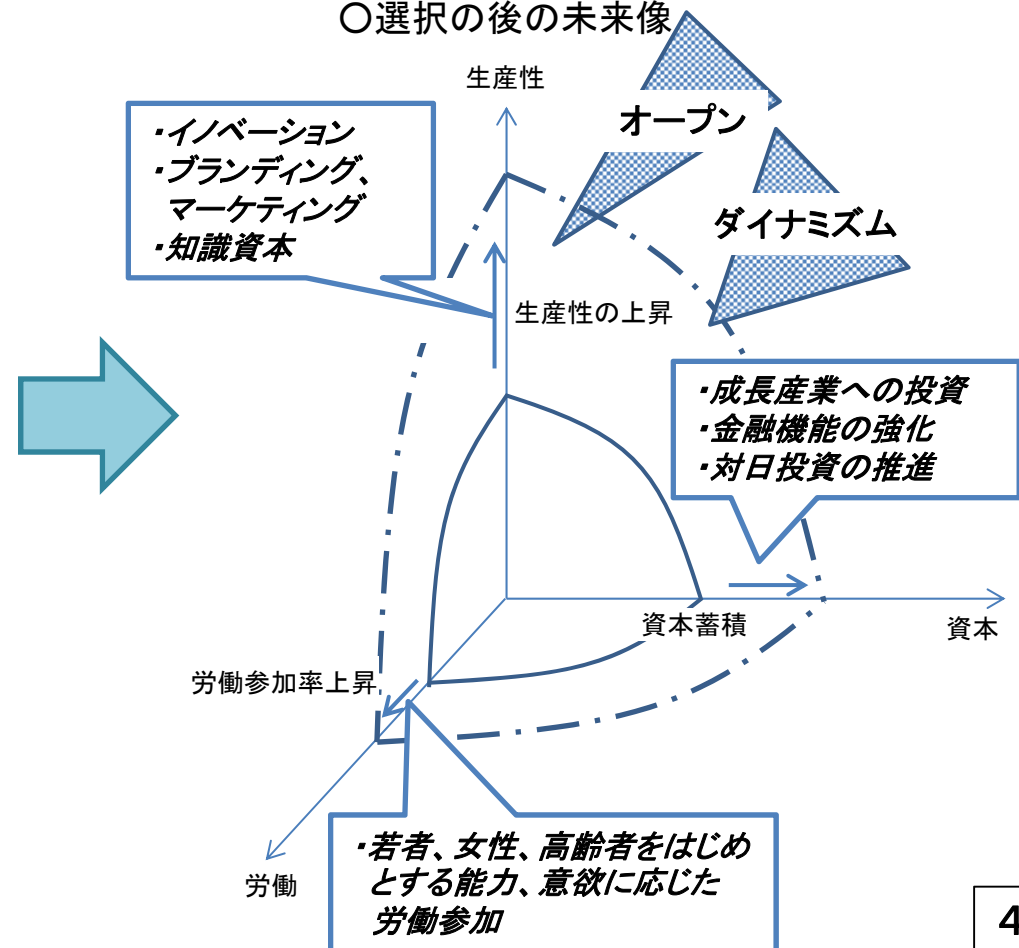 ○選択の後の未来像
生産性
オープン
・イノベーション
・ブランディング、
マーケティング
・知識資本
ダイナミズム
生産性の上昇
・成長産業への投資
・金融機能の強化
・対日投資の推進
資本蓄積
資本
労働参加率上昇
・若者、女性、高齢者をはじめ
とする能力、意欲に応じた
労働参加
労働
4